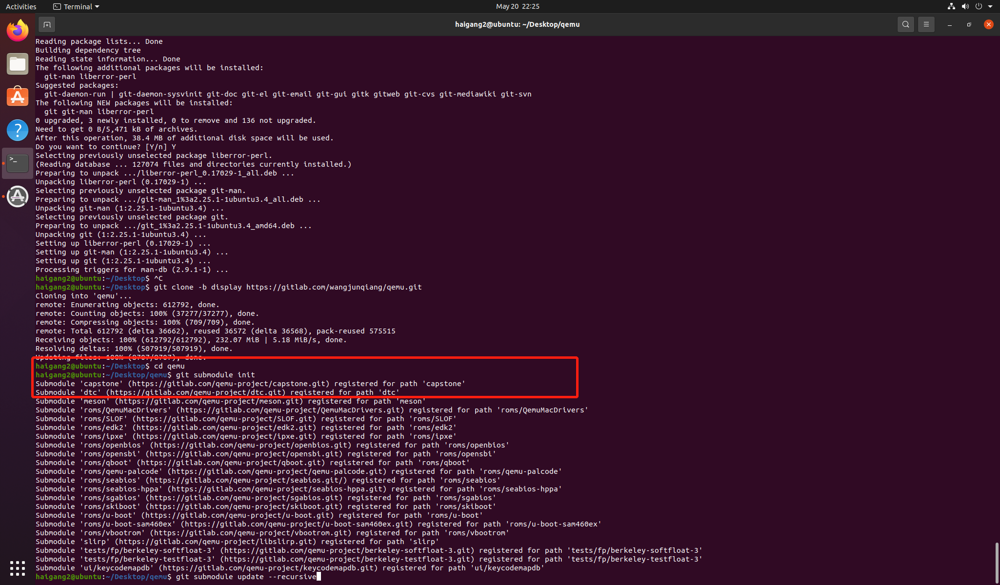 Activities
Terminal
May 20 22:25
haigang2@ubuntu: ~/Desktop/qemu
Reading package lists... Done
Building dependency tree
Reading state information... Done
The following additional packages will be installed:
  git-man liberror-perl
Suggested packages:
  git-daemon-run | git-daemon-sysvinit git-doc git-el git-email git-gui gitk gitweb git-cvs git-mediawiki git-svn
The following NEW packages will be installed:
  git git-man liberror-perl
0 upgraded, 3 newly installed, 0 to remove and 136 not upgraded.
Need to get 0 B/5,471 kB of archives.
After this operation, 38.4 MB of additional disk space will be used.
Do you want to continue? [Y/n] Y
Selecting previously unselected package liberror-perl.
(Reading database ... 127074 files and directories currently installed.)
Preparing to unpack .../liberror-perl_0.17029-1_all.deb ...
Unpacking liberror-perl (0.17029-1) ...
Selecting previously unselected package git-man.
Preparing to unpack .../git-man_1%3a2.25.1-1ubuntu3.4_all.deb ...
Unpacking git-man (1:2.25.1-1ubuntu3.4) ...
Selecting previously unselected package git.
Preparing to unpack .../git_1%3a2.25.1-1ubuntu3.4_amd64.deb ...
Unpacking git (1:2.25.1-1ubuntu3.4) ...
Setting up liberror-perl (0.17029-1) ...
Setting up git-man (1:2.25.1-1ubuntu3.4) ...
Setting up git (1:2.25.1-1ubuntu3.4) ...
Processing triggers for man-db (2.9.1-1) ...
haigang2@ubuntu:~/Desktop$ ^C
haigang2@ubuntu:~/Desktop$ git clone -b display https://gitlab.com/wangjunqiang/qemu.git
Cloning into 'qemu'...
remote: Enumerating objects: 612792, done.
remote: Counting objects: 100% (37277/37277), done.
remote: Compressing objects: 100% (709/709), done.
remote: Total 612792 (delta 36662), reused 36572 (delta 36568), pack-reused 575515
Receiving objects: 100% (612792/612792), 232.07 MiB | 5.18 MiB/s, done.
Resolving deltas: 100% (507919/507919), done.
Updating files: 100% (8787/8787), done.
haigang2@ubuntu:~/Desktop$ cd qemu
haigang2@ubuntu:~/Desktop/qemu$ git submodule init
Submodule 'capstone' (https://gitlab.com/qemu-project/capstone.git) registered for path 'capstone'
Submodule 'dtc' (https://gitlab.com/qemu-project/dtc.git) registered for path 'dtc'
Submodule 'meson' (https://gitlab.com/qemu-project/meson.git) registered for path 'meson'
Submodule 'roms/QemuMacDrivers' (https://gitlab.com/qemu-project/QemuMacDrivers.git) registered for path 'roms/QemuMacDrivers'
Submodule 'roms/SLOF' (https://gitlab.com/qemu-project/SLOF.git) registered for path 'roms/SLOF'
Submodule 'roms/edk2' (https://gitlab.com/qemu-project/edk2.git) registered for path 'roms/edk2'
Submodule 'roms/ipxe' (https://gitlab.com/qemu-project/ipxe.git) registered for path 'roms/ipxe'
Submodule 'roms/openbios' (https://gitlab.com/qemu-project/openbios.git) registered for path 'roms/openbios'
Submodule 'roms/opensbi' (https://gitlab.com/qemu-project/opensbi.git) registered for path 'roms/opensbi'
Submodule 'roms/qboot' (https://gitlab.com/qemu-project/qboot.git) registered for path 'roms/qboot'
Submodule 'roms/qemu-palcode' (https://gitlab.com/qemu-project/qemu-palcode.git) registered for path 'roms/qemu-palcode'
Submodule 'roms/seabios' (https://gitlab.com/qemu-project/seabios.git/) registered for path 'roms/seabios'
Submodule 'roms/seabios-hppa' (https://gitlab.com/qemu-project/seabios-hppa.git) registered for path 'roms/seabios-hppa'
Submodule 'roms/sgabios' (https://gitlab.com/qemu-project/sgabios.git) registered for path 'roms/sgabios'
Submodule 'roms/skiboot' (https://gitlab.com/qemu-project/skiboot.git) registered for path 'roms/skiboot'
Submodule 'roms/u-boot' (https://gitlab.com/qemu-project/u-boot.git) registered for path 'roms/u-boot'
Submodule 'roms/u-boot-sam460ex' (https://gitlab.com/qemu-project/u-boot-sam460ex.git) registered for path 'roms/u-boot-sam460ex'
Submodule 'roms/vbootrom' (https://gitlab.com/qemu-project/vbootrom.git) registered for path 'roms/vbootrom'
Submodule 'slirp' (https://gitlab.com/qemu-project/libslirp.git) registered for path 'slirp'
Submodule 'tests/fp/berkeley-softfloat-3' (https://gitlab.com/qemu-project/berkeley-softfloat-3.git) registered for path 'tests/fp/berkeley-softfloat-3'
Submodule 'tests/fp/berkeley-testfloat-3' (https://gitlab.com/qemu-project/berkeley-testfloat-3.git) registered for path 'tests/fp/berkeley-testfloat-3'
Submodule 'ui/keycodemapdb' (https://gitlab.com/qemu-project/keycodemapdb.git) registered for path 'ui/keycodemapdb'
haigang2@ubuntu:~/Desktop/qemu$ git submodule update --recursive